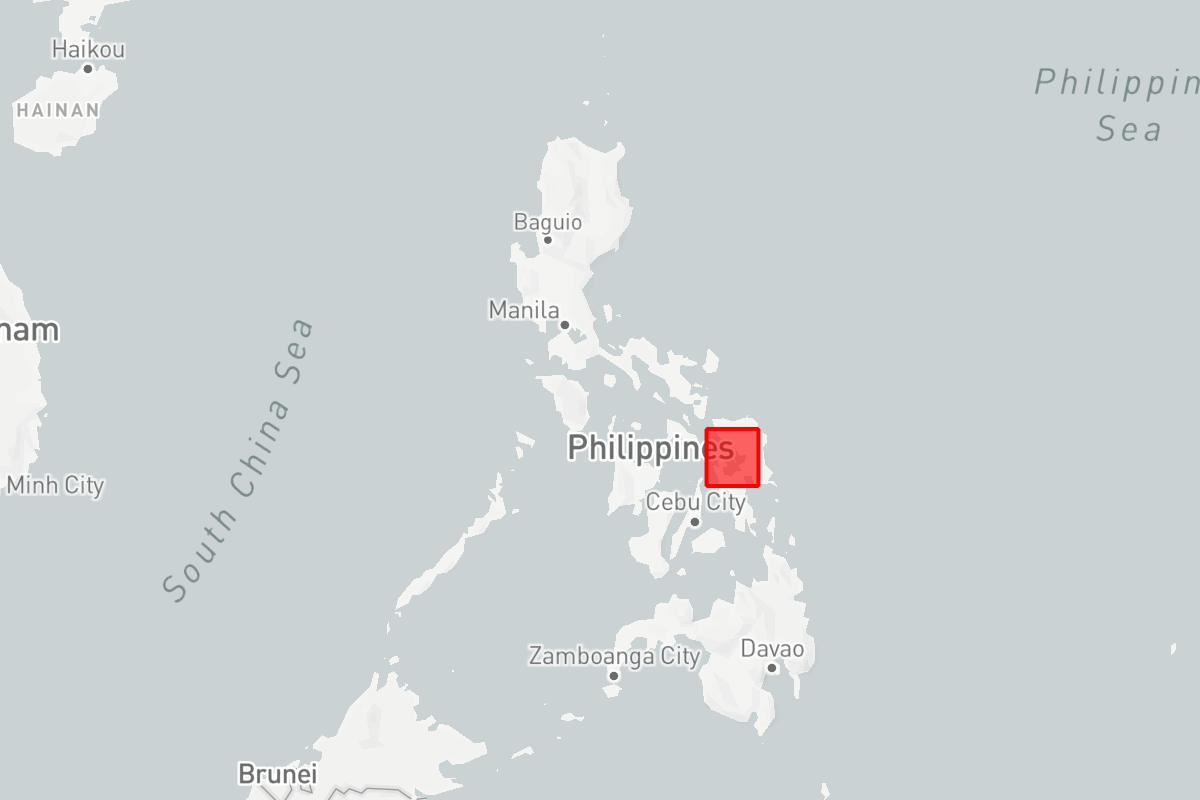 Haikou
HAINAN
Philippin
Sea
Baguio
Manila
nam
South China Sea
Philippines
Minh City
Cebu City
Zamboanga City
Davao
Brunei